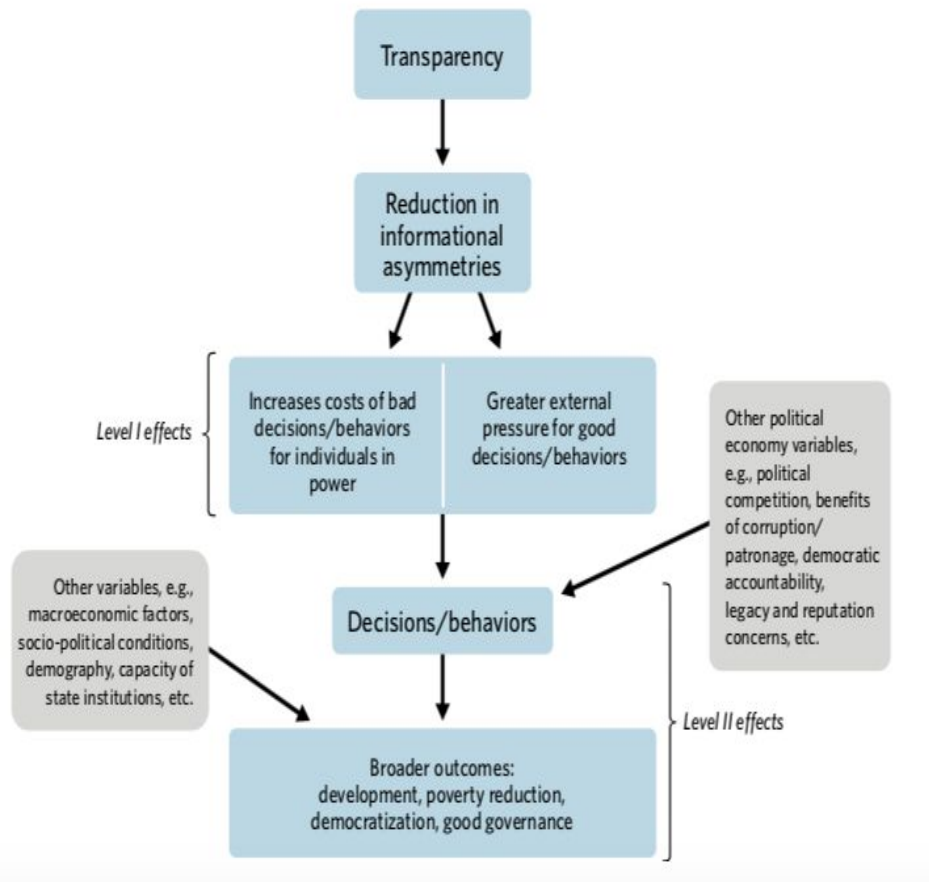 Transparency
Reduction in
informational
asymmetries
Level I effects
Increases costs of bad
decisions/behaviors
for individuals in
power
Greater external
pressure for good
decisions/behaviors
Other political
economy variables,
e.g., political
competition, benefits
of corruption/
patronage, democratic
accountability,
legacy and reputation
concerns, etc.
Other variables, e.g.,
macroeconomic factors,
socio-political conditions,
demography, capacity of
state institutions, etc.
Decisions/behaviors
Level II effects
Broader outcomes:
development, poverty reduction,
democratization, good governance